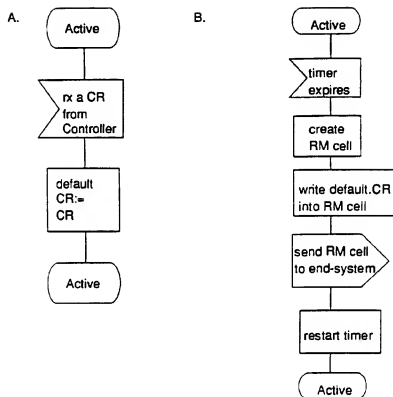 A.
Active
rx a CR
from
Controller
default
CR:=
CR
Active
B.
Active
timer
expires
create
RM cell
write default.CR
into RM cell
send RM cell
to end-system
restart timer
Active